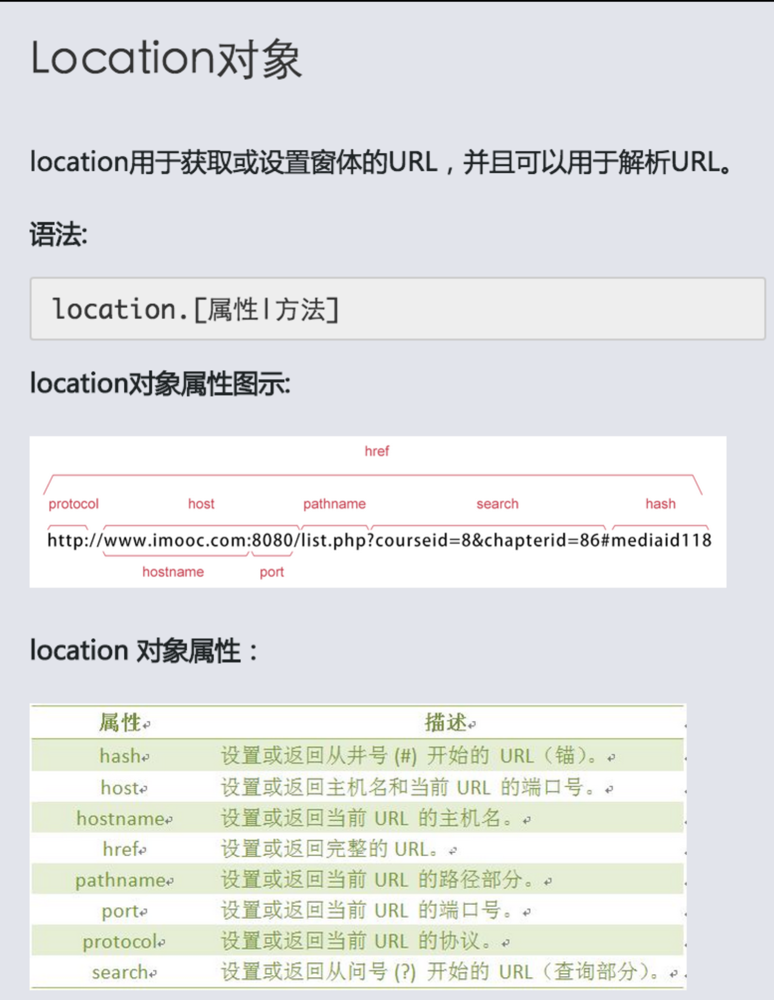 Location对象
location用于获取或设置窗体的URL，并且可以用于解析URL。
语法:
location.[属性|方法]
location对象属性图示:
href
protocol host pathname search hash
http://www.imooc.com:8080/list.php?courseid=8&chapterid=86#mediaid118
hostname port
location 对象属性：
属性 描述
hash 设置或返回从井号 (#) 开始的 URL（锚）。
host 设置或返回主机名和当前 URL 的端口号。
hostname 设置或返回当前 URL 的主机名。
href 设置或返回完整的 URL。
pathname 设置或返回当前 URL 的路径部分。
port 设置或返回当前 URL 的端口号。
protocol 设置或返回当前 URL 的协议。
search 设置或返回从问号 (?) 开始的 URL（查询部分）。